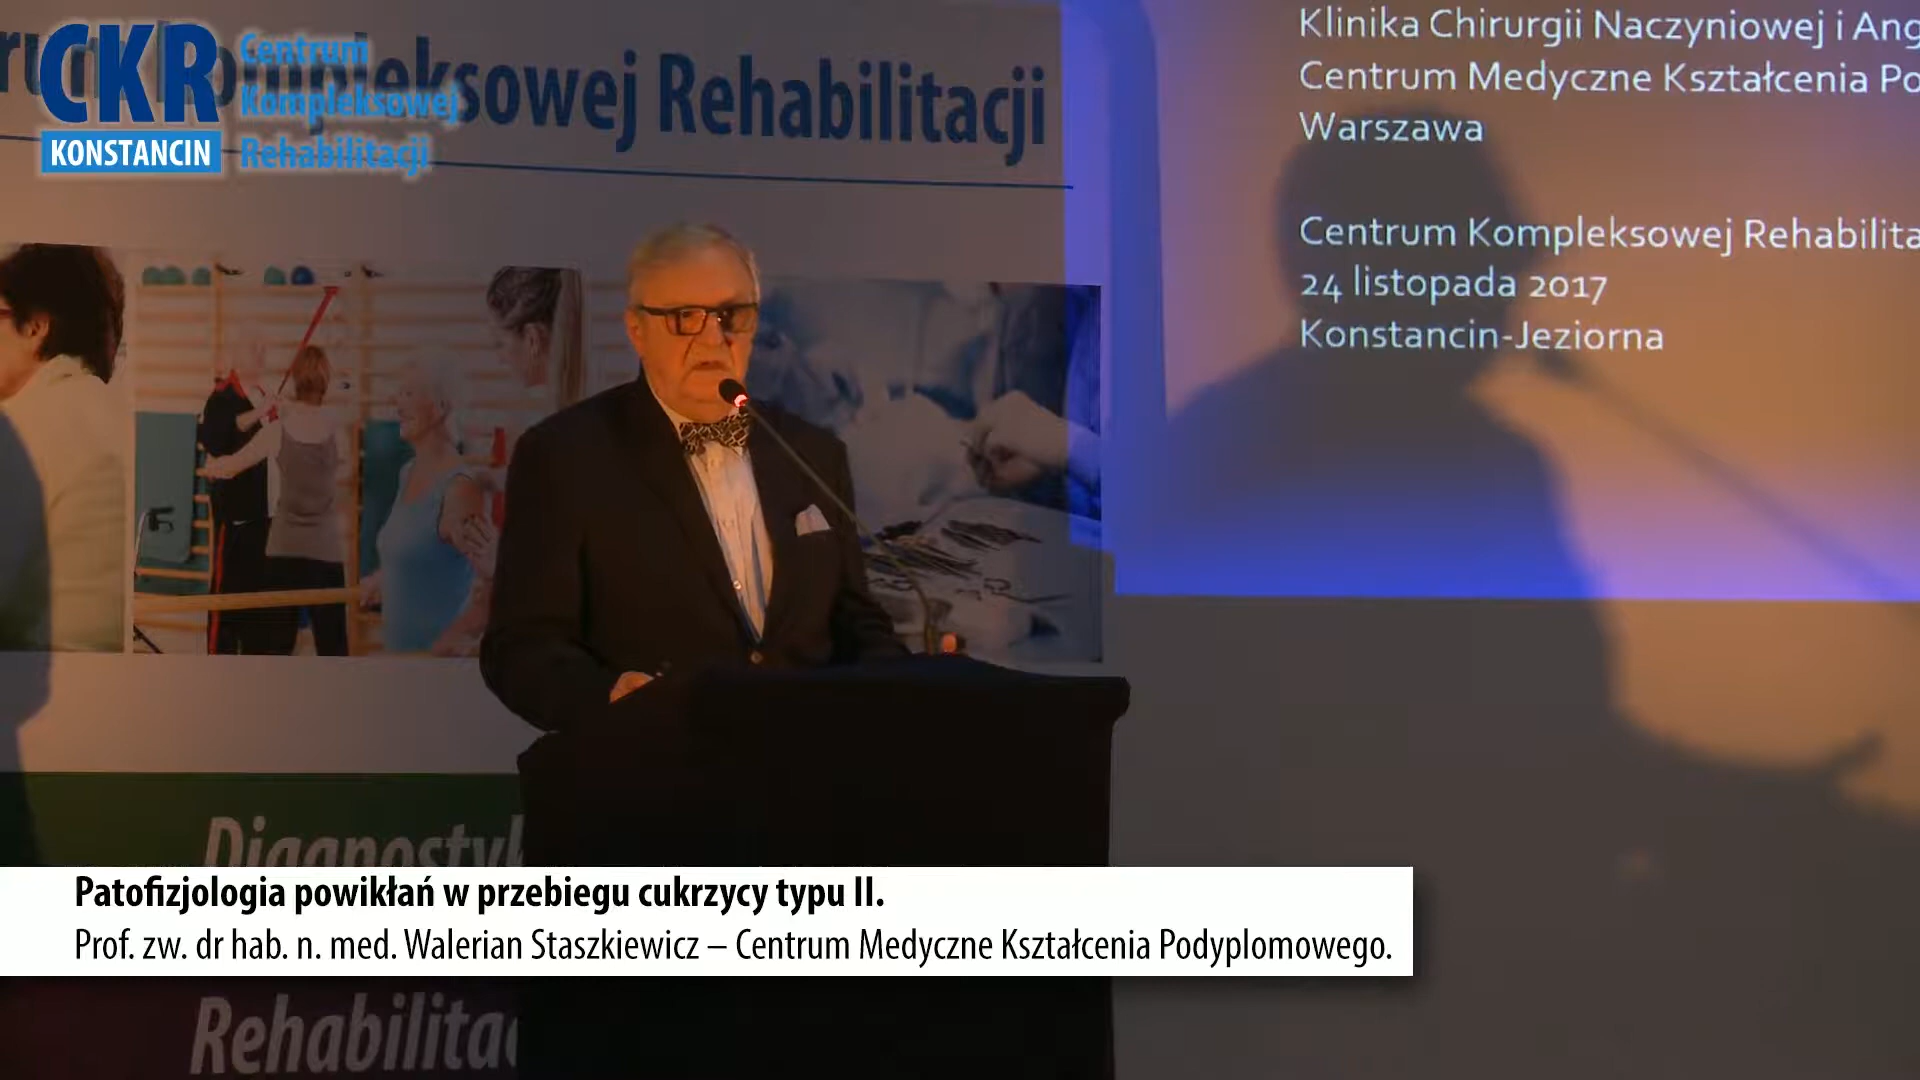 CKR
KONSTANCIN
Centrum
Kompleksowej
Rehabilitacji
Kompleksowej Rehabilitacji
Klinika Chirurgii Naczyniowej i Ang
Centrum Medyczne Kształcenia Po
Warszawa
Centrum Kompleksowej Rehabilita
24 listopada 2017
Konstancin-Jeziorna
Diagnostyk
Patofizjologia powikłań w przebiegu cukrzycy typu II.
Prof. zw. dr hab. n. med. Walerian Staszkiewicz – Centrum Medyczne Kształcenia Podyplomowego.
Rehabilitac